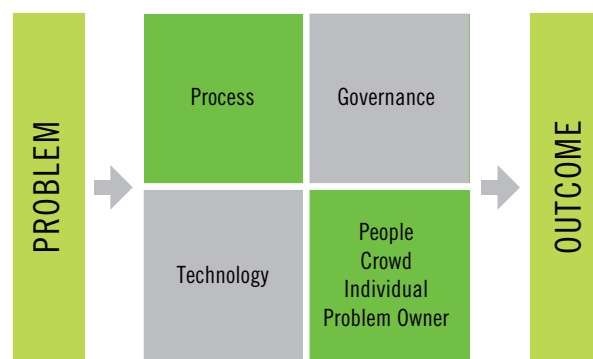 PROBLEM
Process
Governance
Technology
People
Crowd
Individual
Problem Owner
OUTCOME